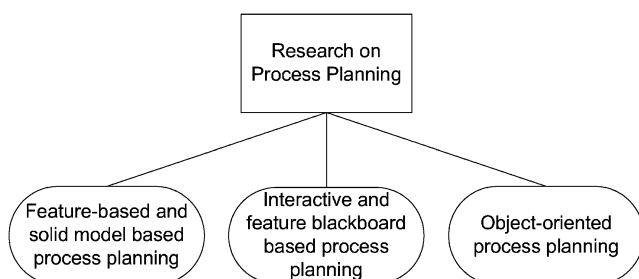 Research on
Process Planning
Feature-based and
solid model based
process planning
Interactive and
feature blackboard
based process
planning
Object-oriented
process planning